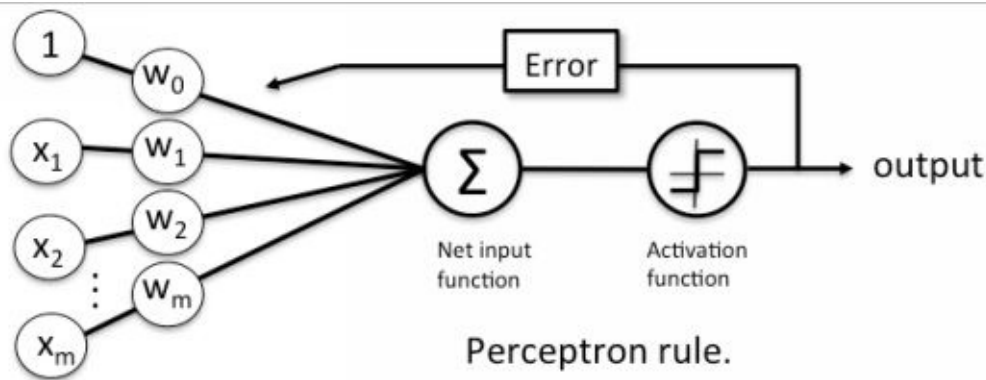 1
w₀
Error
x₁
w₁
Σ
output
x₂
w₂
⋮
wₘ
xₘ
Net input
function
Activation
function
Perceptron rule.